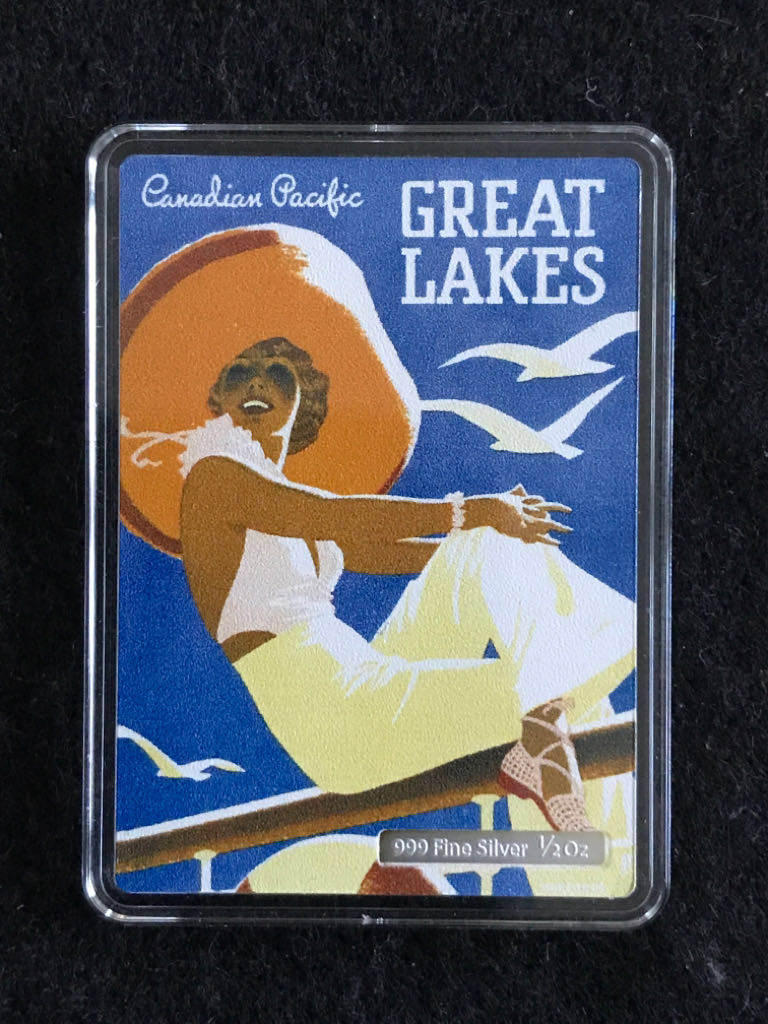 Canadian Pacific
GREAT
LAKES
999 Fine Silver ½ Oz